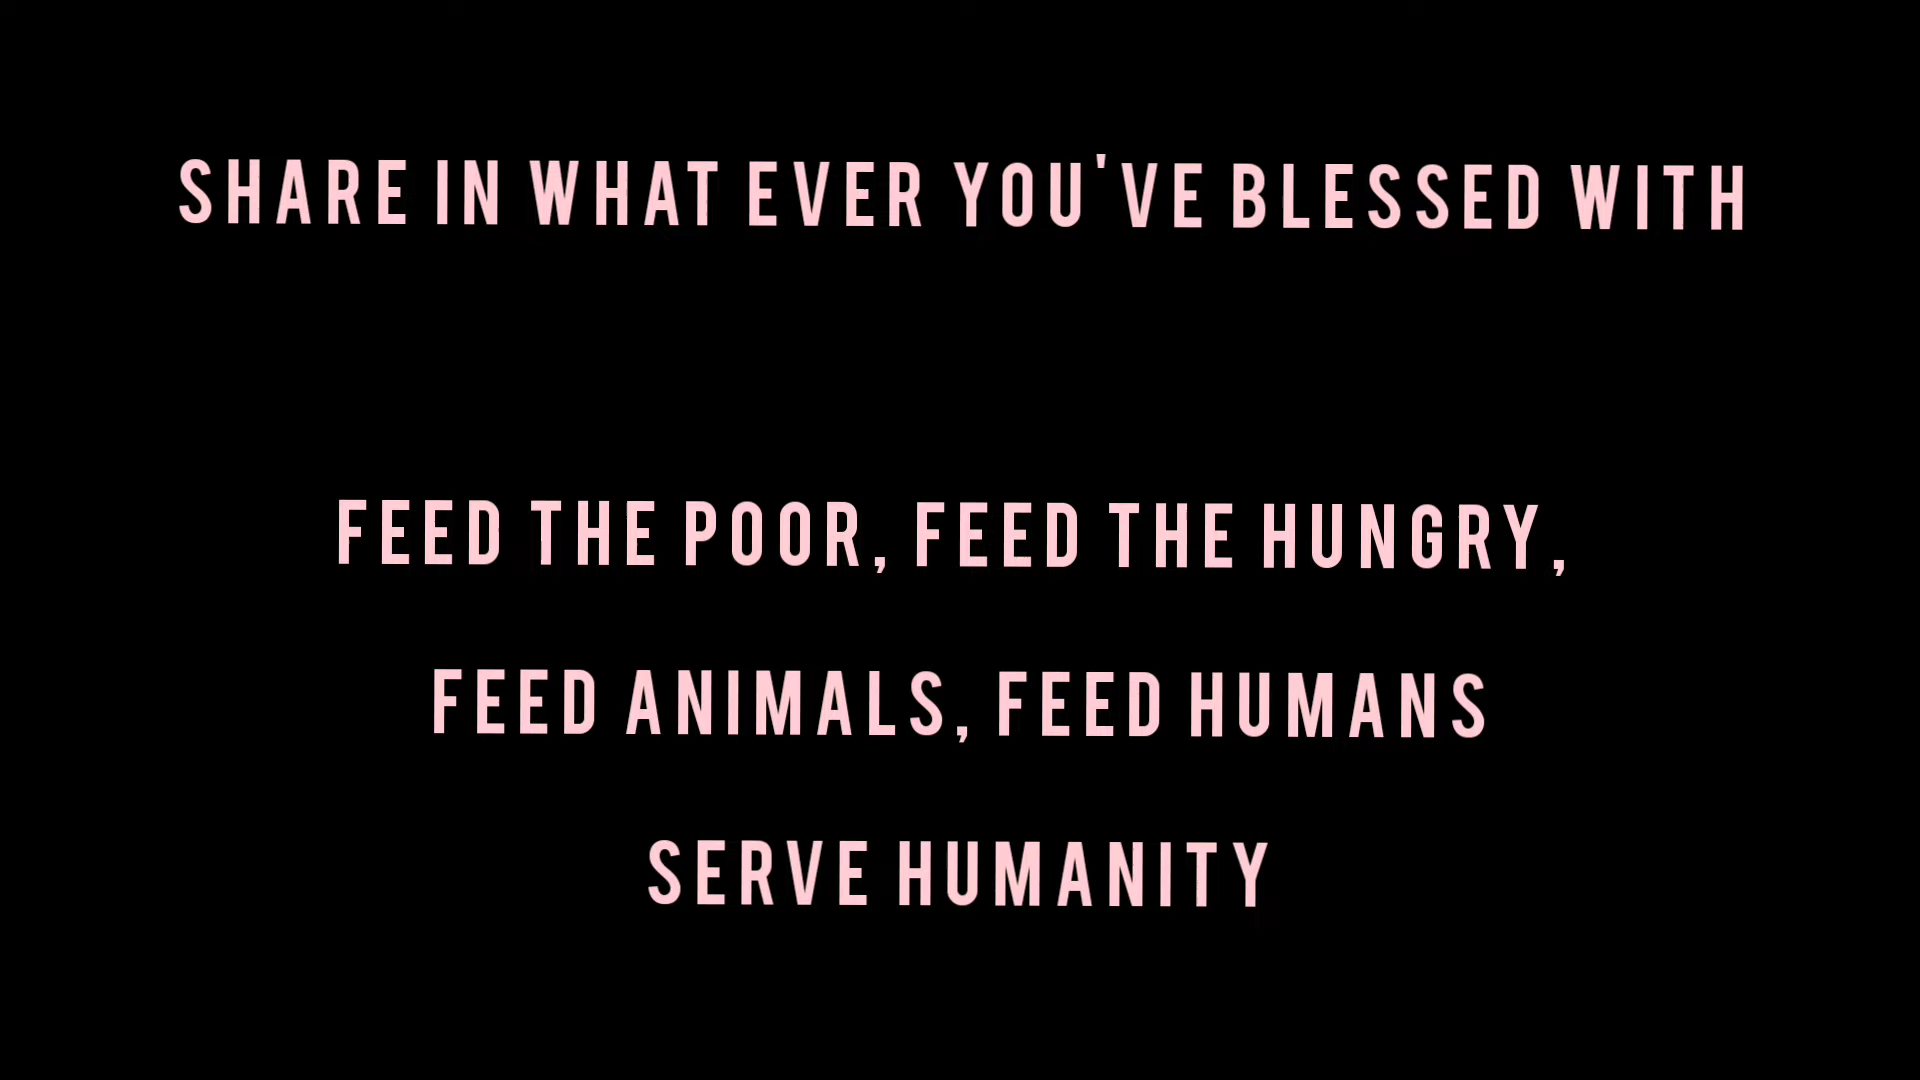 SHARE IN WHAT EVER YOU'VE BLESSED WITH
FEED THE POOR, FEED THE HUNGRY,
FEED ANIMALS, FEED HUMANS
SERVE HUMANITY